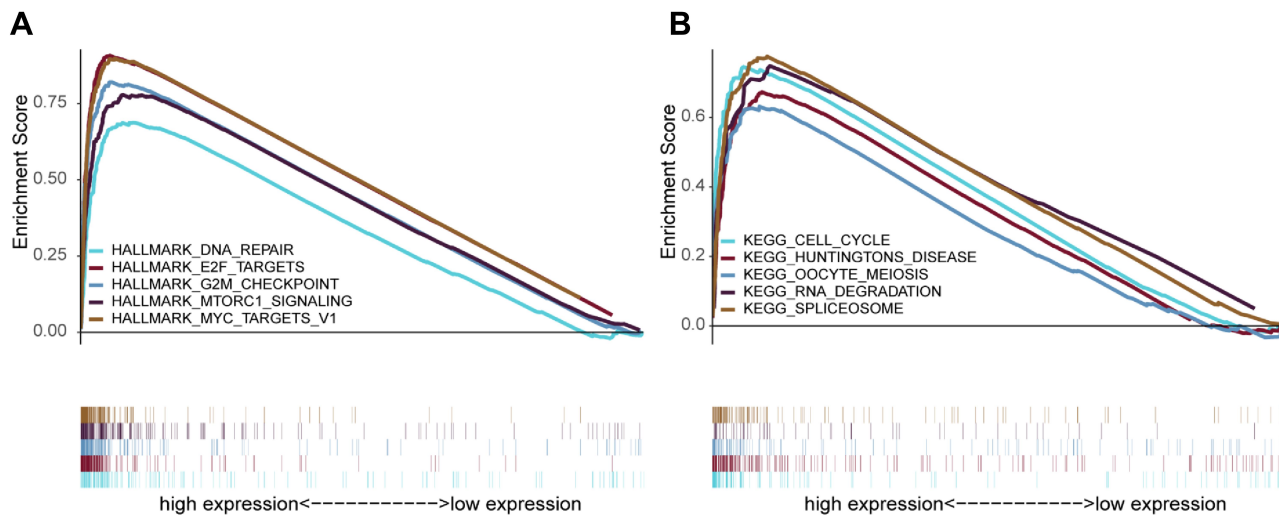 A
Enrichment Score
0.75
0.50
0.25
0.00
HALLMARK_DNA_REPAIR
HALLMARK_E2F_TARGETS
HALLMARK_G2M_CHECKPOINT
HALLMARK_MTORC1_SIGNALING
HALLMARK_MYC_TARGETS_V1
high expression<------------>low expression
B
Enrichment Score
0.6
0.4
0.2
0.0
KEGG_CELL_CYCLE
KEGG_HUNTINGTONS_DISEASE
KEGG_OOCYTE_MEIOSIS
KEGG_RNA_DEGRADATION
KEGG_SPLICEOSOME
high expression<------------>low expression